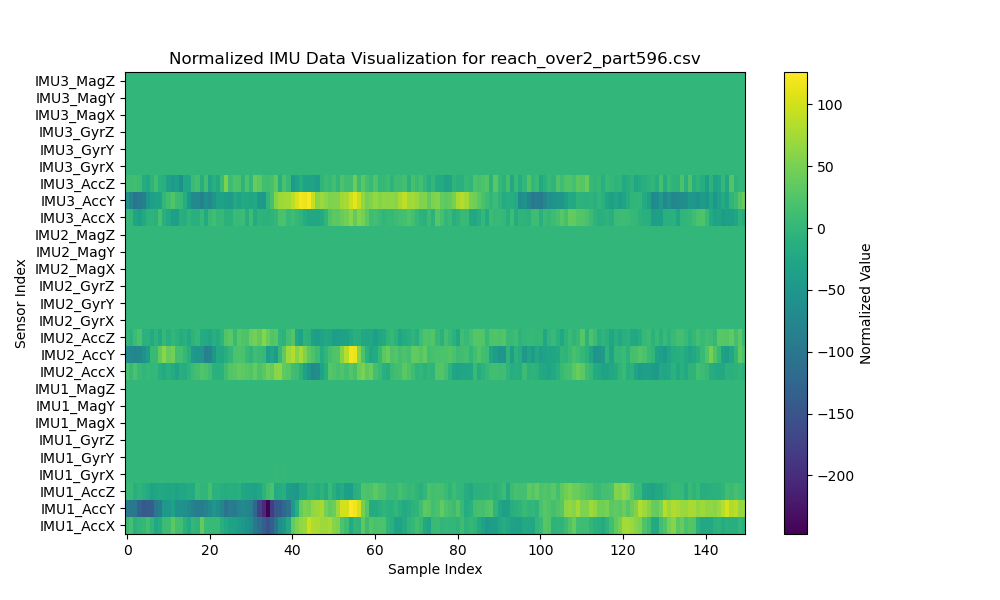 Normalized IMU Data Visualization for reach_over2_part596.csv
IMU3_MagZ
IMU3_MagY
IMU3_MagX
IMU3_GyrZ
IMU3_GyrY
IMU3_GyrX
IMU3_AccZ
IMU3_AccY
IMU3_AccX
IMU2_MagZ
IMU2_MagY
IMU2_MagX
IMU2_GyrZ
IMU2_GyrY
IMU2_GyrX
IMU2_AccZ
IMU2_AccY
IMU2_AccX
IMU1_MagZ
IMU1_MagY
IMU1_MagX
IMU1_GyrZ
IMU1_GyrY
IMU1_GyrX
IMU1_AccZ
IMU1_AccY
IMU1_AccX
Sensor Index
0 20 40 60 80 100 120 140
Sample Index
100
50
0
−50
−100
−150
−200
Normalized Value